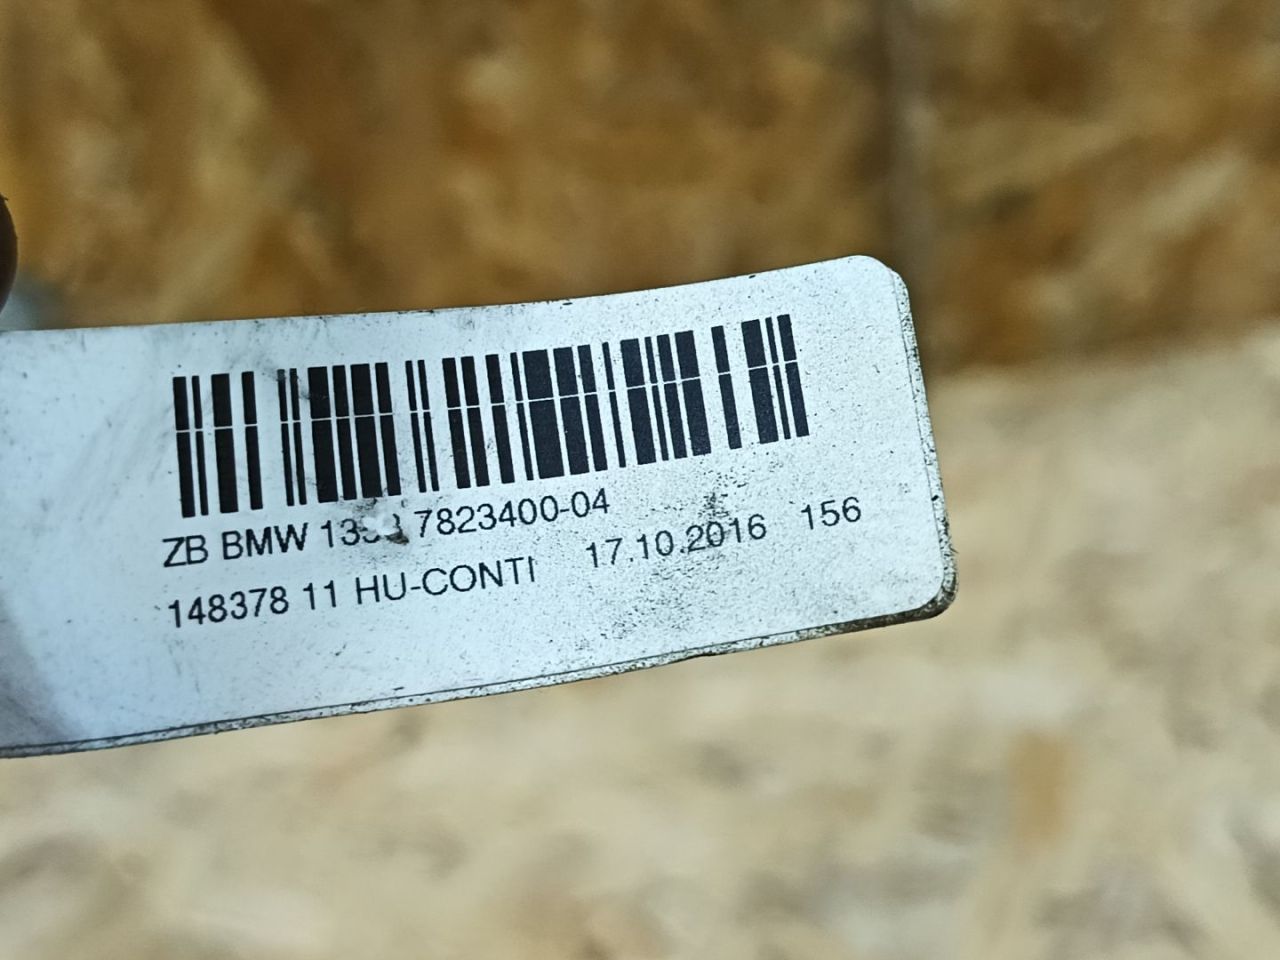 ZB BMW 7823400-04
148378 11 HU-CONTI 17.10.2016 156